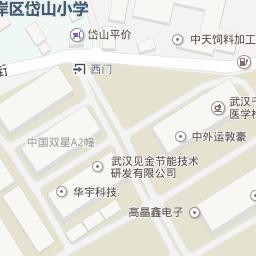 岸区岱山小学
岱山平价
中天饲料加工
街
西门
武汉
医学
中外运敦豪
中国双星A2幢
武汉见金节能技术
研发有限公司
华宇科技
高晶鑫电子